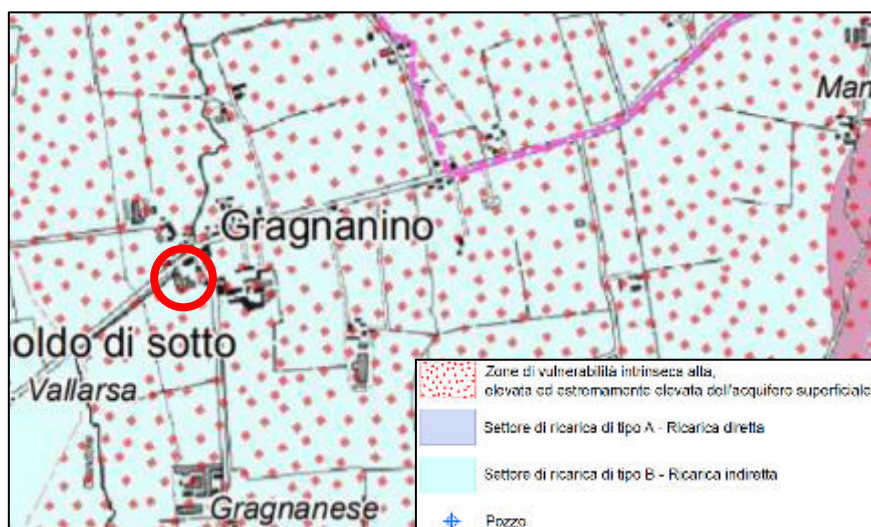 Man
Gragnanino
oldo di sotto
. Vallarsa
Gragnanese
Zone di vulnerabilità intrinseca alta,
elevata ed estremamente elevata dell'acquifero superficiale
Settore di ricarica di tipo A - Ricarica diretta
Settore di ricarica di tipo B - Ricarica indiretta
Pozzo